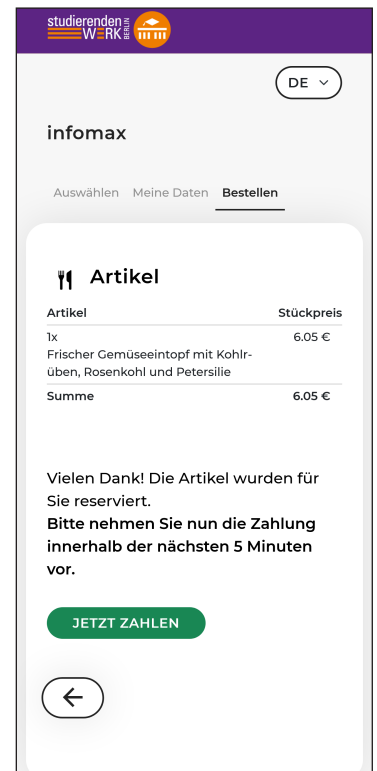 studierenden
WERK BERLIN
DE
infomax
Auswählen Meine Daten Bestellen
Artikel
Artikel Stückpreis
1x 6.05 €
Frischer Gemüseeintopf mit Kohlr-
üben, Rosenkohl und Petersilie
Summe 6.05 €
Vielen Dank! Die Artikel wurden für
Sie reserviert.
Bitte nehmen Sie nun die Zahlung
innerhalb der nächsten 5 Minuten
vor.
JETZT ZAHLEN